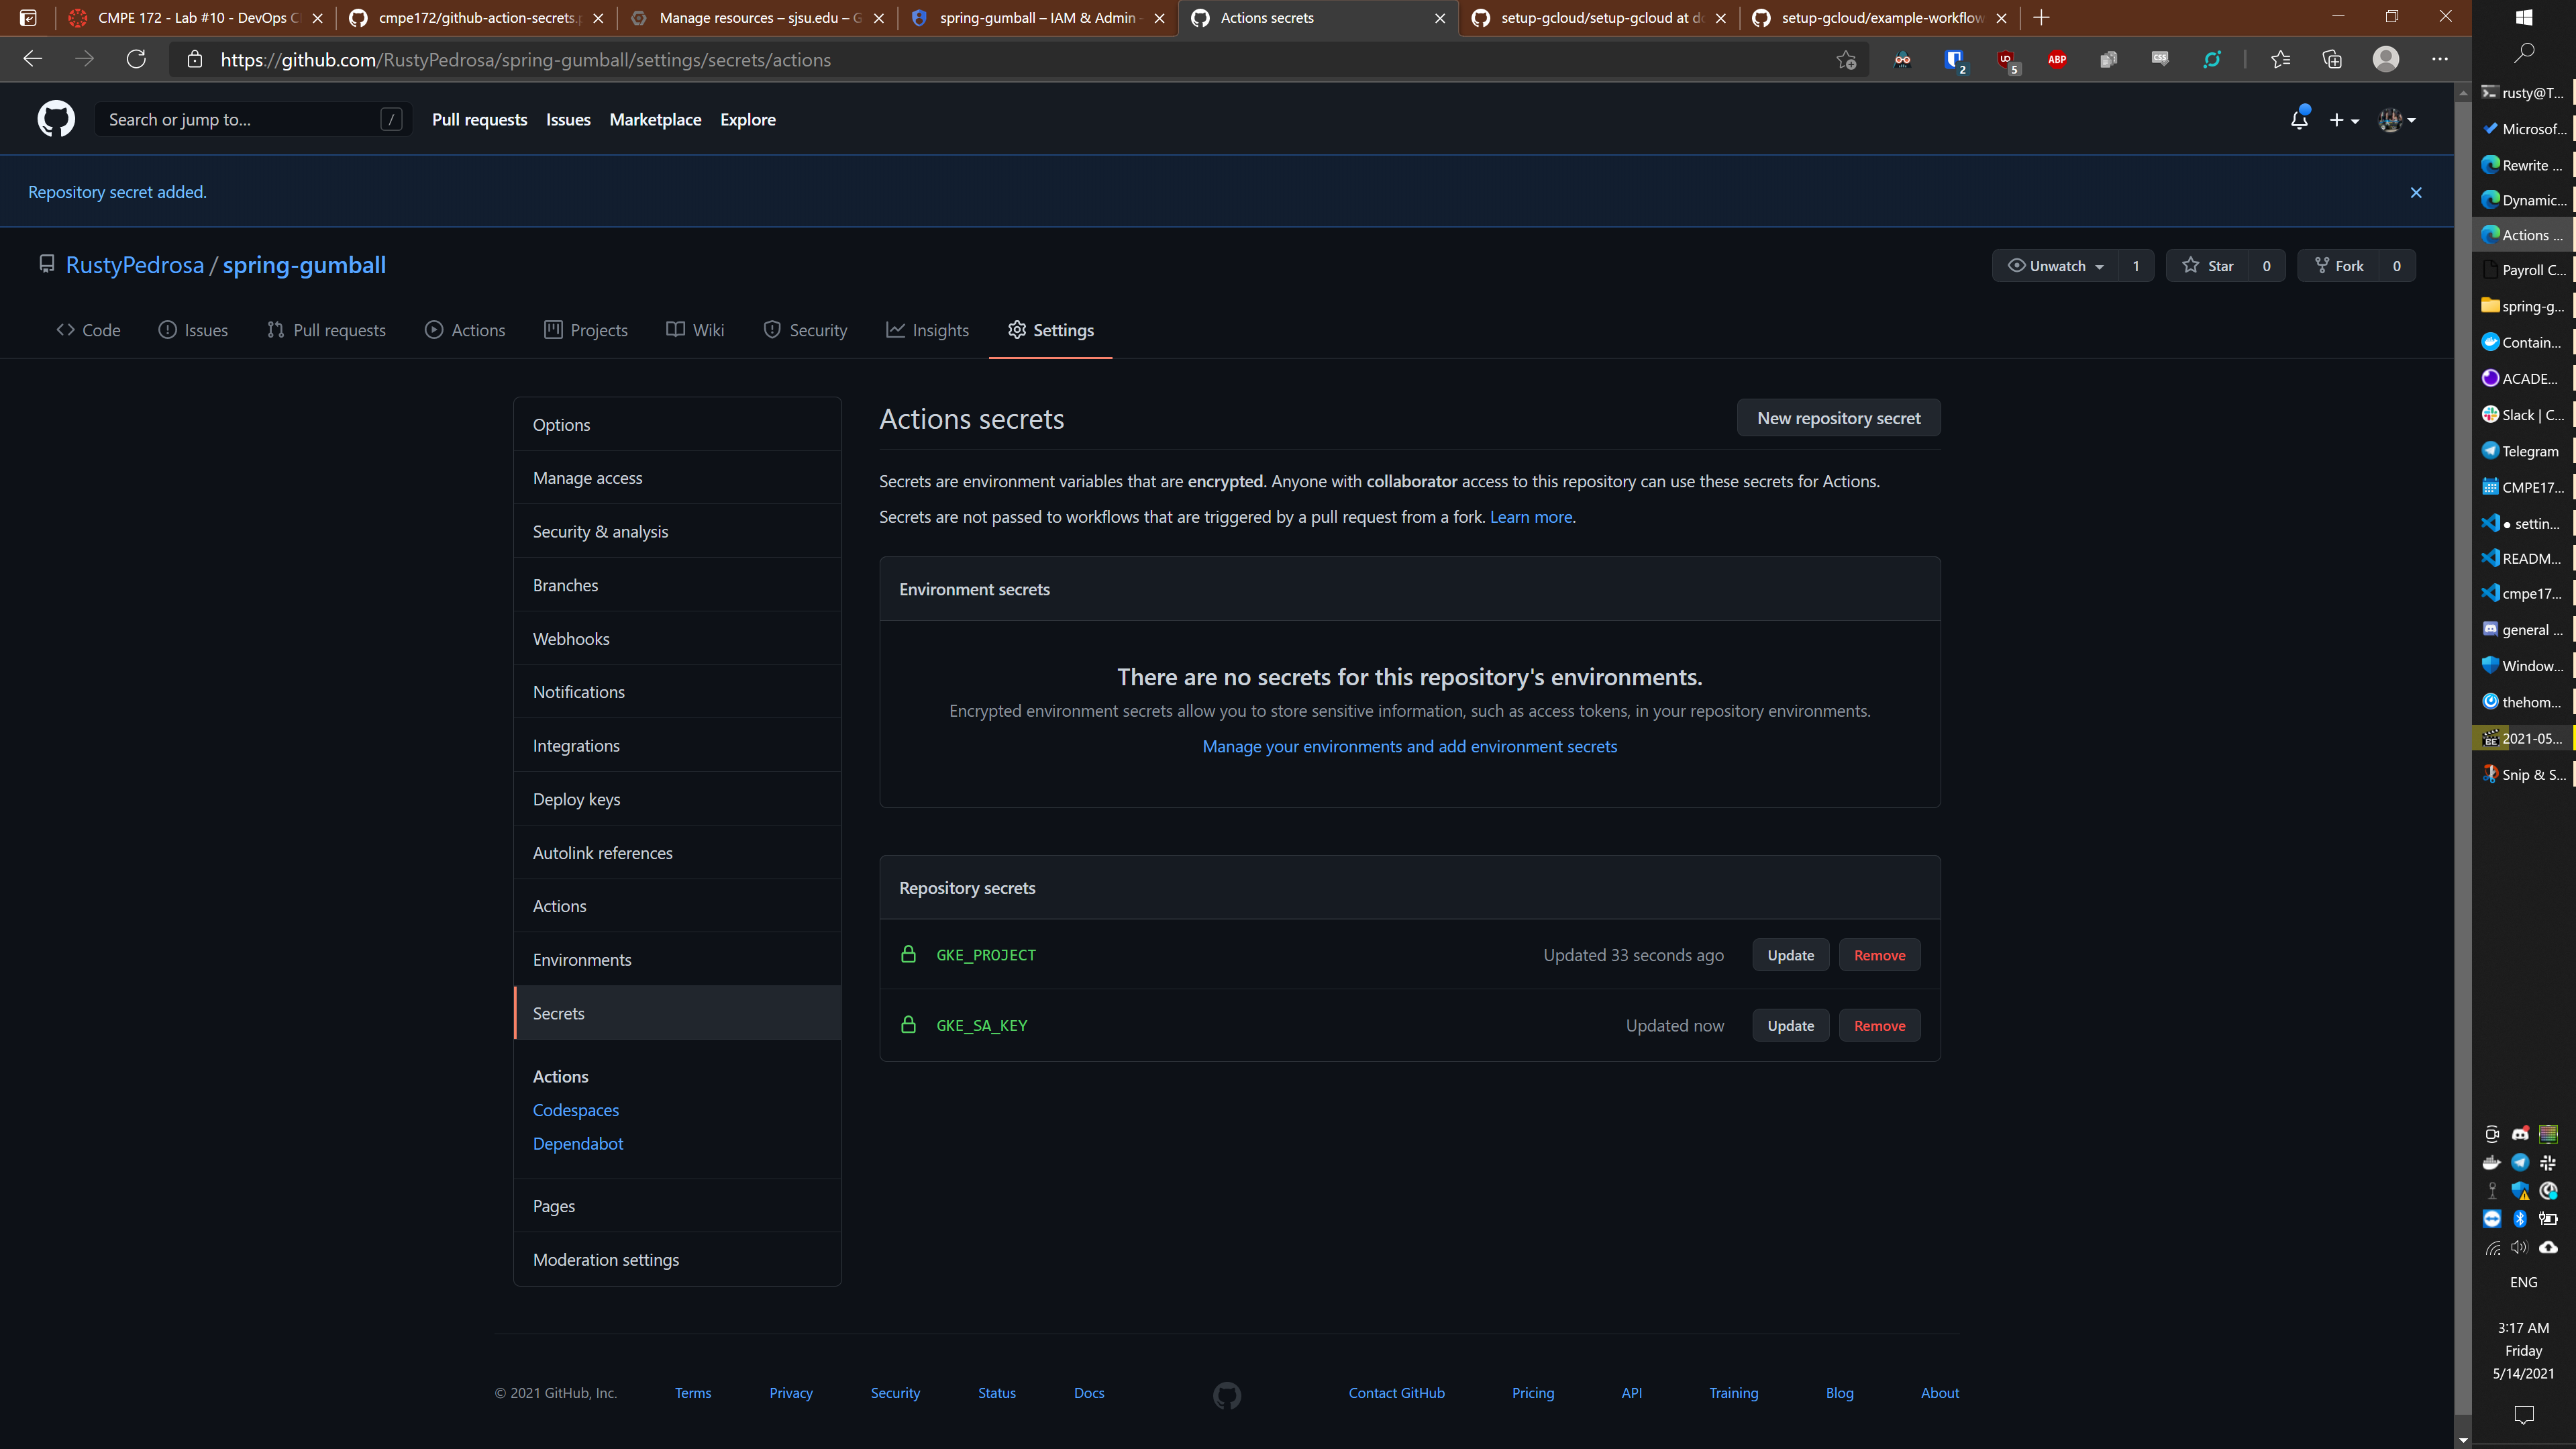 CMPE 172 - Lab #10 - DevOps C
cmpe172/github-action-secrets.p
Manage resources – sjsu.edu – G
spring-gumball – IAM & Admin -
Actions secrets
setup-gcloud/setup-gcloud at do
setup-gcloud/example-workflow
https://github.com/RustyPedrosa/spring-gumball/settings/secrets/actions
2
5
ABP
CSS
Search or jump to...
/
Pull requests
Issues
Marketplace
Explore
Repository secret added.
RustyPedrosa / spring-gumball
Unwatch
1
Star
0
Fork
0
Code
Issues
Pull requests
Actions
Projects
Wiki
Security
Insights
Settings
Options
Manage access
Security & analysis
Branches
Webhooks
Notifications
Integrations
Deploy keys
Autolink references
Actions
Environments
Secrets
Actions
Codespaces
Dependabot
Pages
Moderation settings
Actions secrets
New repository secret
Secrets are environment variables that are encrypted. Anyone with collaborator access to this repository can use these secrets for Actions.
Secrets are not passed to workflows that are triggered by a pull request from a fork. Learn more.
Environment secrets
There are no secrets for this repository's environments.
Encrypted environment secrets allow you to store sensitive information, such as access tokens, in your repository environments.
Manage your environments and add environment secrets
Repository secrets
GKE_PROJECT
Updated 33 seconds ago
Update
Remove
GKE_SA_KEY
Updated now
Update
Remove
© 2021 GitHub, Inc.
Terms
Privacy
Security
Status
Docs
Contact GitHub
Pricing
API
Training
Blog
About
rusty@T...
Microsof...
Rewrite ...
Dynamic...
Actions ...
Payroll C...
spring-g...
Contain...
ACADE...
Slack | C...
Telegram
CMPE17...
● settin...
READM...
cmpe17...
general ...
Window...
thehom...
2021-05...
Snip & S...
ENG
3:17 AM
Friday
5/14/2021